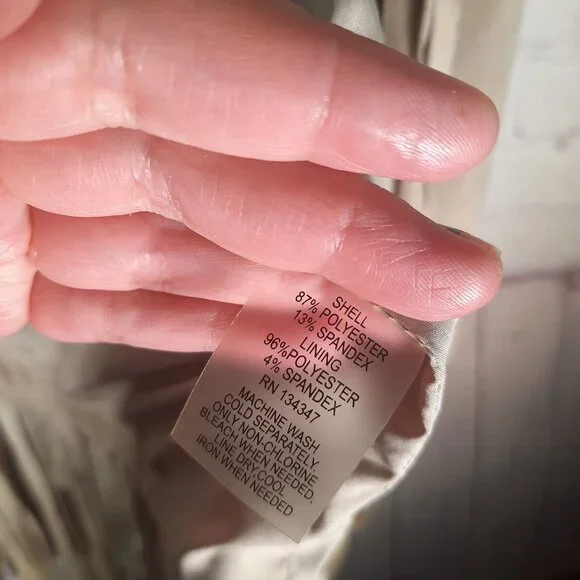 SHELL
87% POLYESTER
13% SPANDEX
LINING
96%POLYESTER
4% SPANDEX
RN 134347
MACHINE WASH
COLD SEPARATELY.
ONLY NON-CHLORINE
BLEACH WHEN NEEDED,
LINE DRY,COOL
IRON WHEN NEEDED